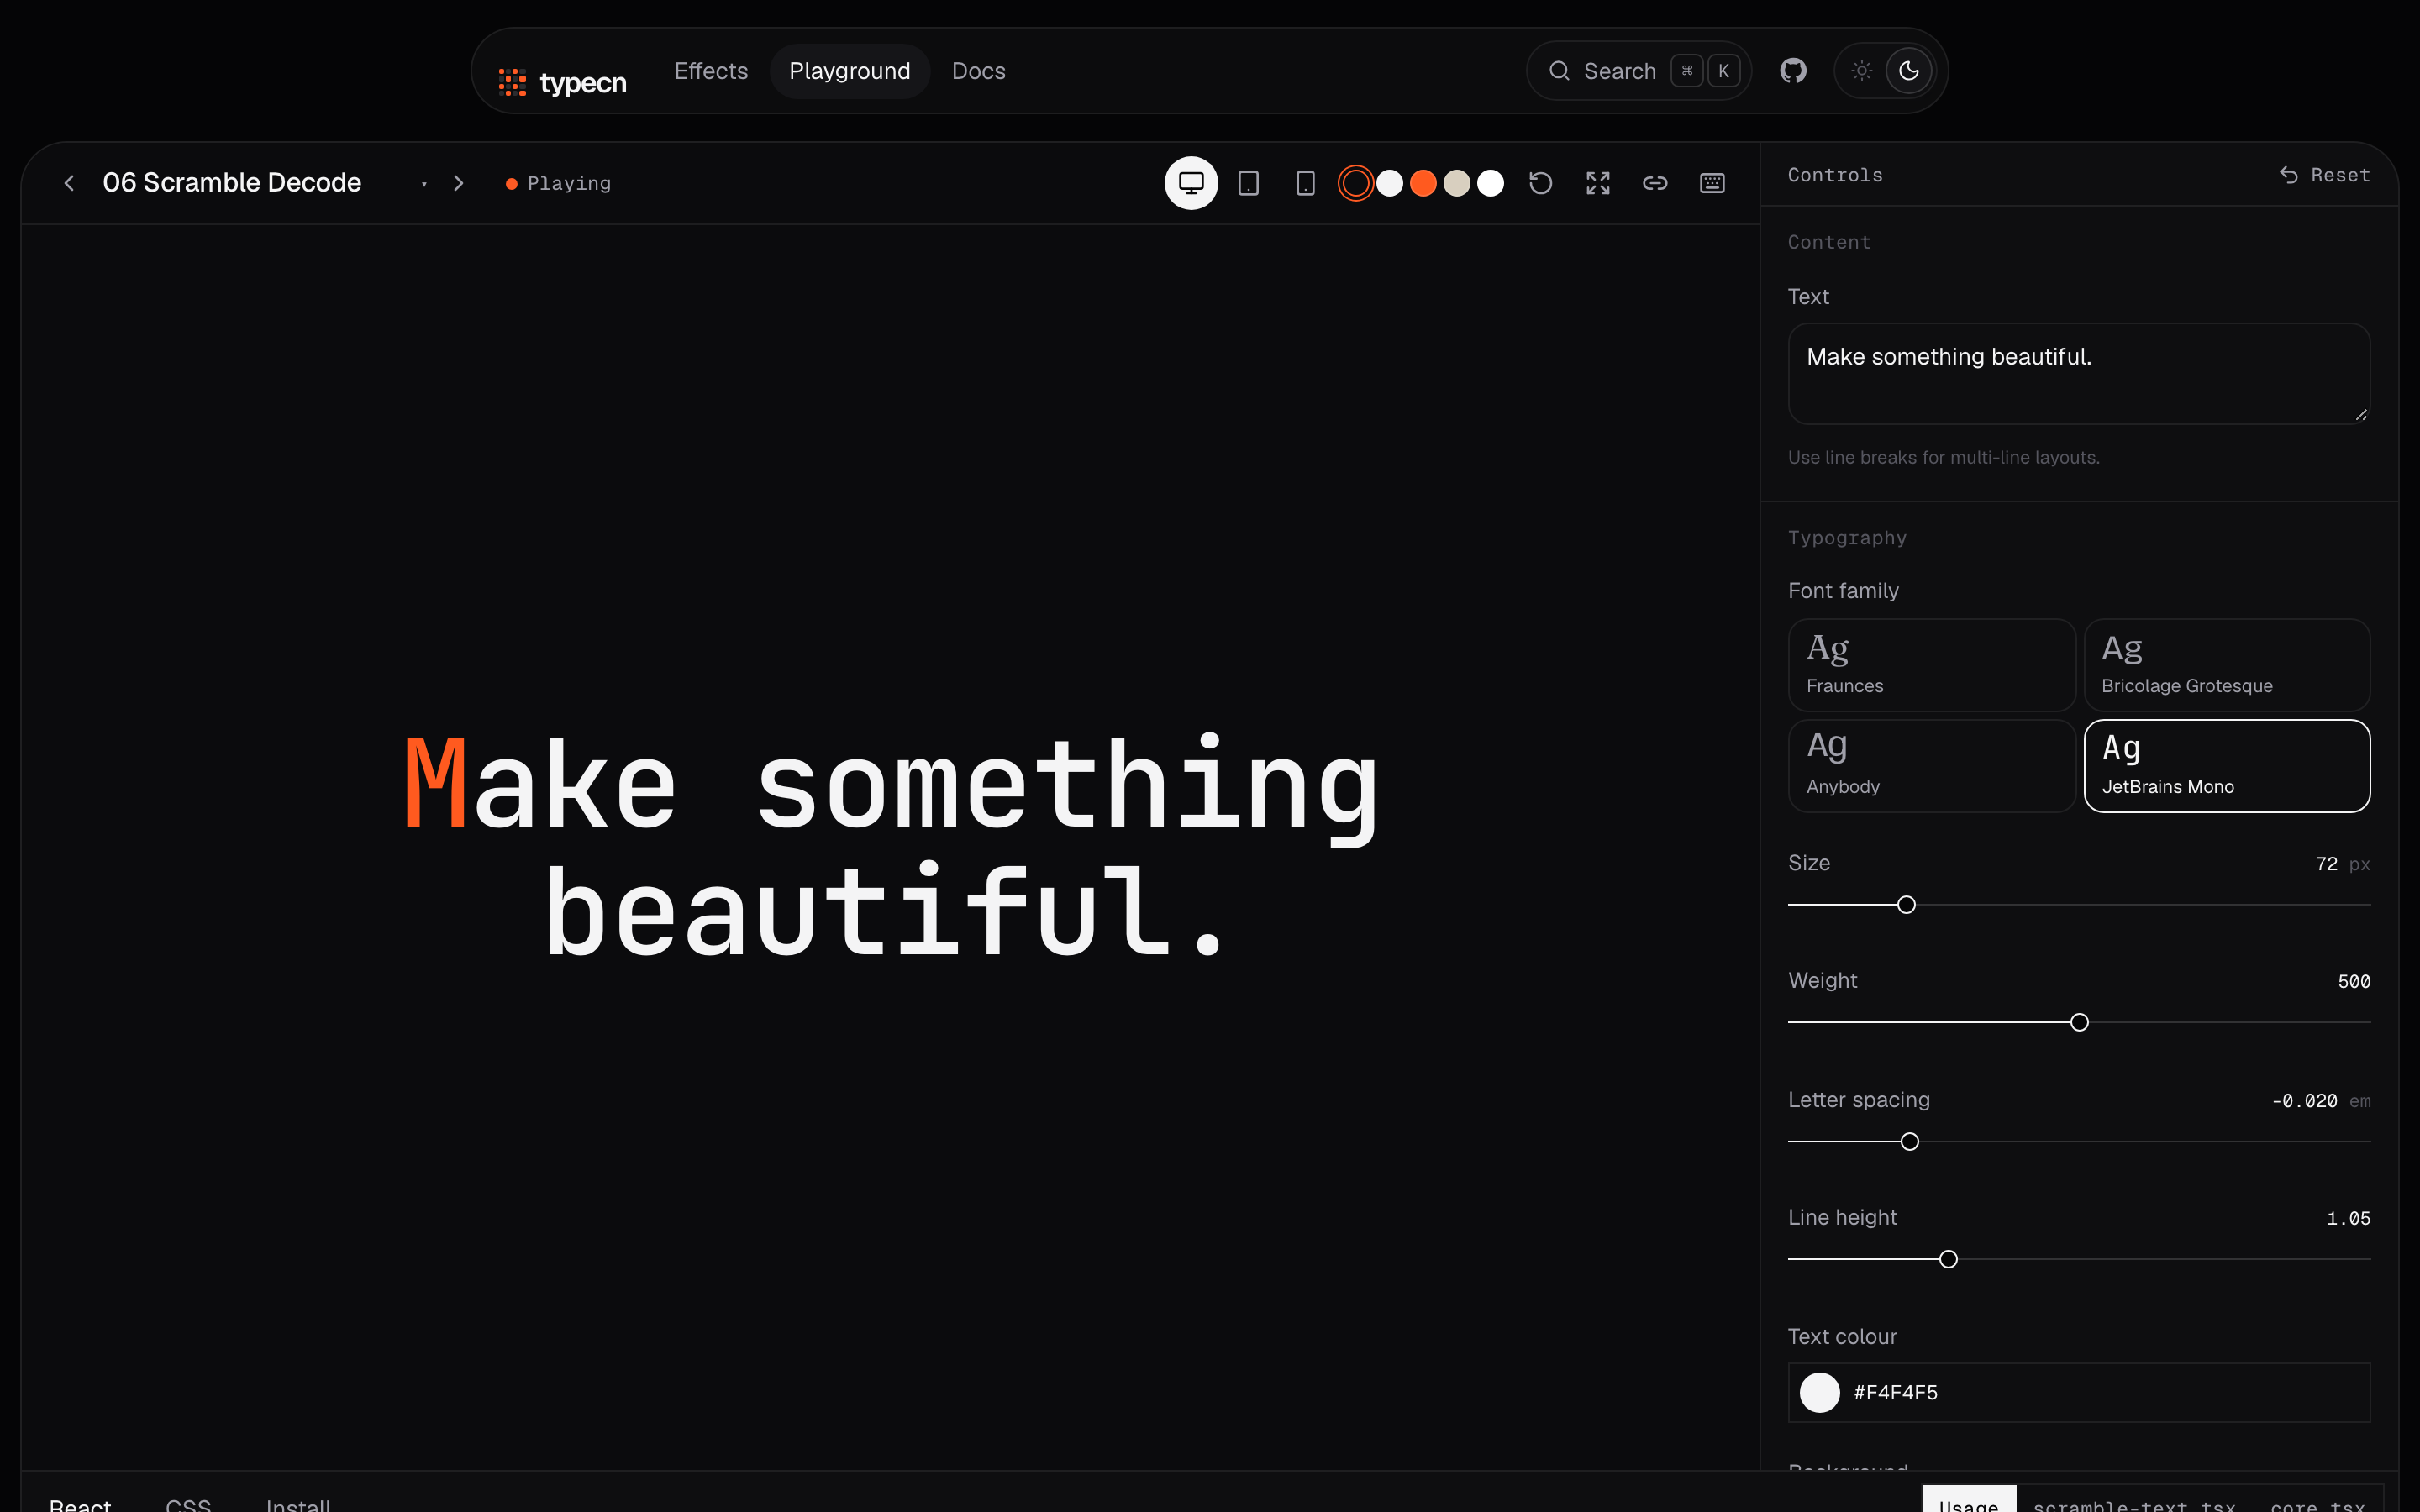 typecn Effects Playground Docs Search ⌘ K
06 Scramble Decode Playing
Controls Reset
Content
Text
Make something beautiful.
Use line breaks for multi-line layouts.
Typography
Font family
Ag Fraunces
Ag Bricolage Grotesque
Ag Anybody
Ag JetBrains Mono
Size 72 px
Weight 500
Letter spacing -0.020 em
Line height 1.05
Text colour
#F4F4F5
Background
Make something
beautiful.
React CSS Install
Usage scramble-text.tsx core.tsx